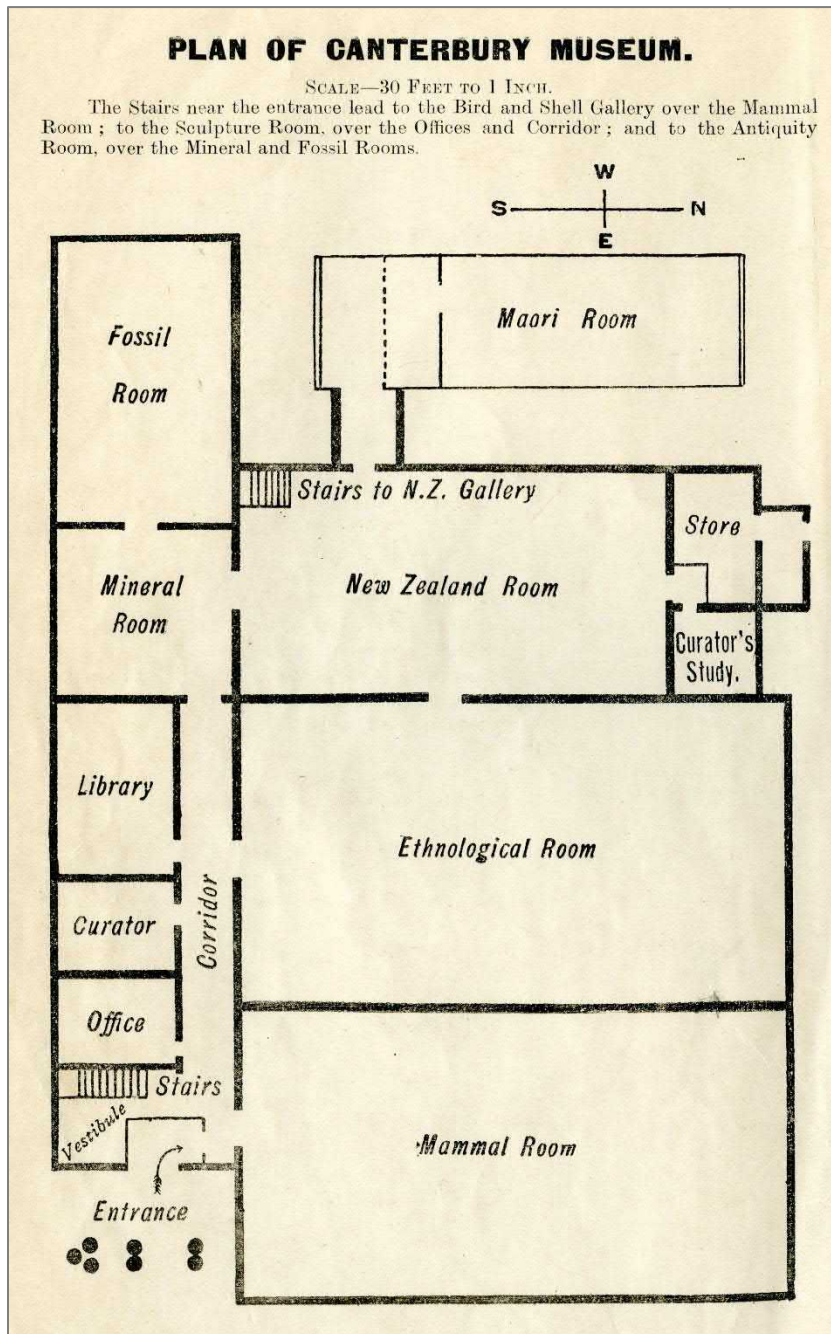 PLAN OF CANTERBURY MUSEUM.
SCALE—30 FEET TO 1 INCH.
The Stairs near the entrance lead to the Bird and Shell Gallery over the Mammal
Room ; to the Sculpture Room, over the Offices and Corridor ; and to the Antiquity
Room, over the Mineral and Fossil Rooms.
W
S
N
E
Maori Room
Fossil
Room
Stairs to N.Z. Gallery
Store
Mineral
Room
New Zealand Room
Curator's
Study.
Library
Ethnological Room
Corridor
Curator
Office
Stairs
Vestibule
Mammal Room
Entrance